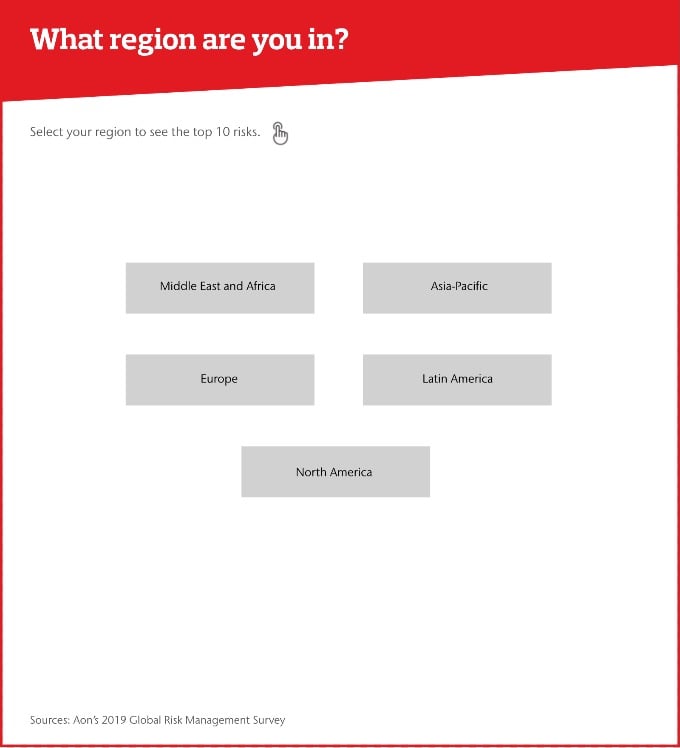 What region are you in?
Select your region to see the top 10 risks.
Middle East and Africa
Asia-Pacific
Europe
Latin America
North America
Sources: Aon's 2019 Global Risk Management Survey